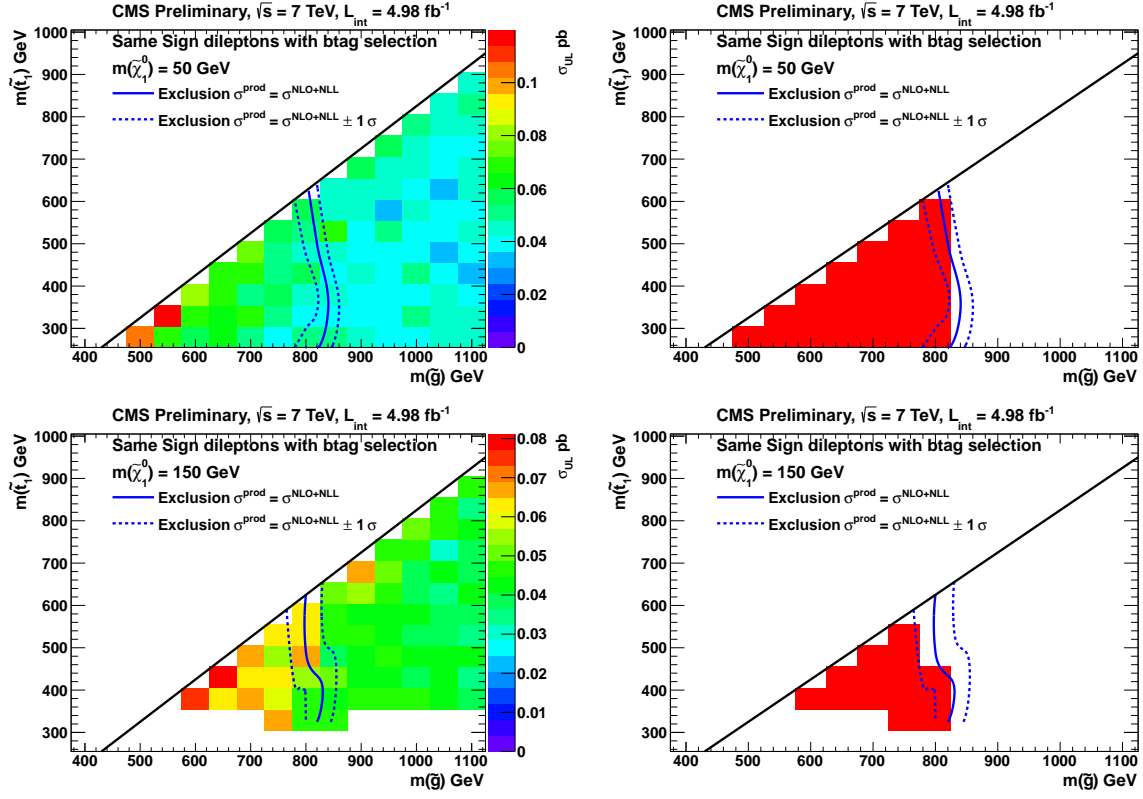 CMS Preliminary, √s = 7 TeV, L_int = 4.98 fb⁻¹
Same Sign dileptons with btag selection
m(χ̃₁⁰) = 50 GeV
Exclusion σ^prod = σ^NLO+NLL
Exclusion σ^prod = σ^NLO+NLL ± 1 σ
m(t̃₁) GeV
1000
900
800
700
600
500
400
300
400 500 600 700 800 900 1000 1100
m(g̃) GeV
σ_UL pb
0.1
0.08
0.06
0.04
0.02
0
CMS Preliminary, √s = 7 TeV, L_int = 4.98 fb⁻¹
Same Sign dileptons with btag selection
m(χ̃₁⁰) = 50 GeV
Exclusion σ^prod = σ^NLO+NLL
Exclusion σ^prod = σ^NLO+NLL ± 1 σ
m(t̃₁) GeV
1000
900
800
700
600
500
400
300
400 500 600 700 800 900 1000 1100
m(g̃) GeV
CMS Preliminary, √s = 7 TeV, L_int = 4.98 fb⁻¹
Same Sign dileptons with btag selection
m(χ̃₁⁰) = 150 GeV
Exclusion σ^prod = σ^NLO+NLL
Exclusion σ^prod = σ^NLO+NLL ± 1 σ
m(t̃₁) GeV
1000
900
800
700
600
500
400
300
400 500 600 700 800 900 1000 1100
m(g̃) GeV
σ_UL pb
0.08
0.07
0.06
0.05
0.04
0.03
0.02
0.01
0
CMS Preliminary, √s = 7 TeV, L_int = 4.98 fb⁻¹
Same Sign dileptons with btag selection
m(χ̃₁⁰) = 150 GeV
Exclusion σ^prod = σ^NLO+NLL
Exclusion σ^prod = σ^NLO+NLL ± 1 σ
m(t̃₁) GeV
1000
900
800
700
600
500
400
300
400 500 600 700 800 900 1000 1100
m(g̃) GeV